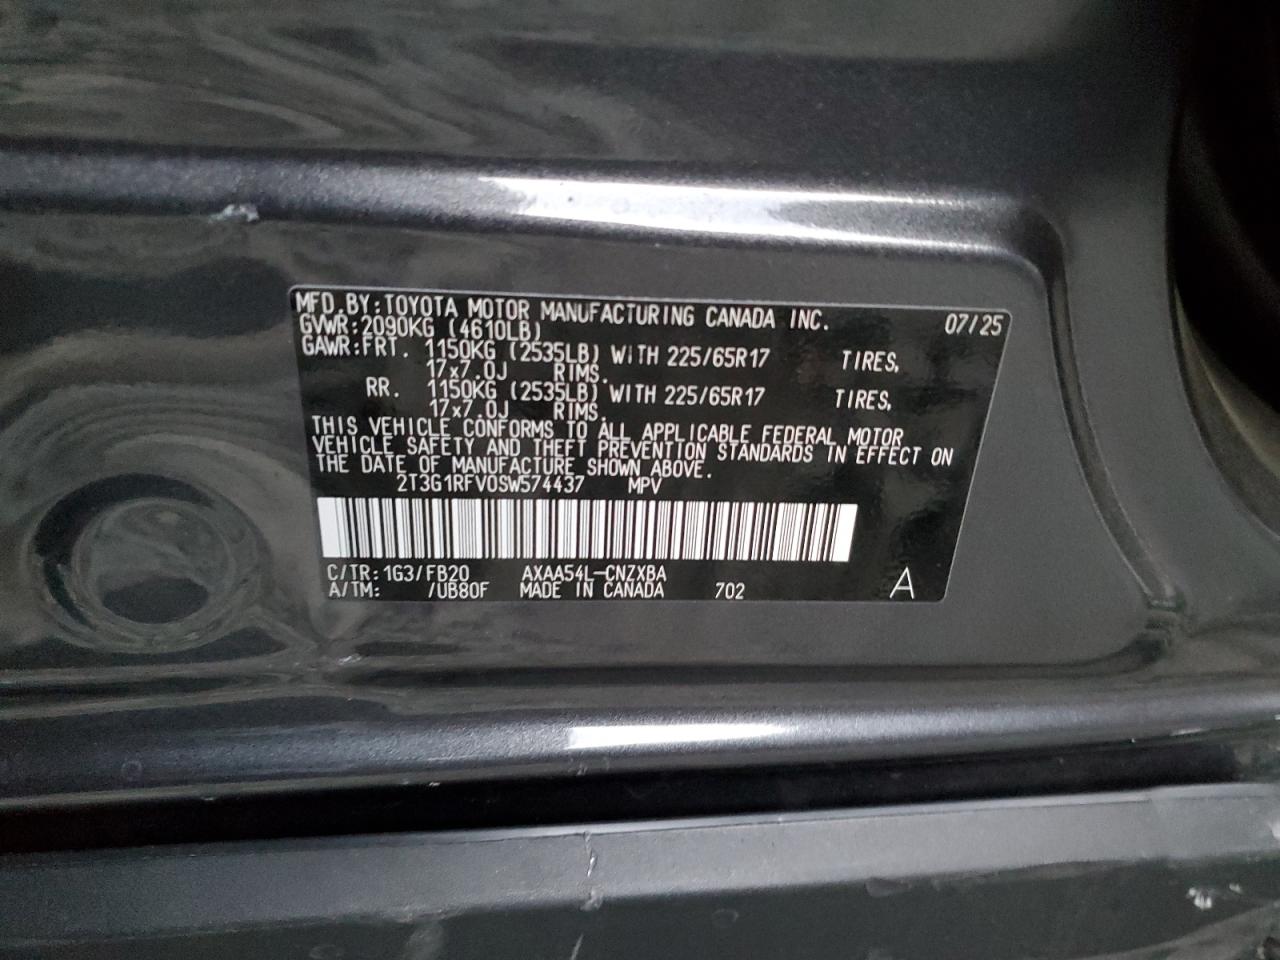 MFD.BY:TOYOTA MOTOR MANUFACTURING CANADA INC. 07/25
GVWR:2090KG (4610LB)
GAWR:FRT. 1150KG (2535LB) WITH 225/65R17 TIRES,
17x7.0J RIMS.
RR. 1150KG (2535LB) WITH 225/65R17 TIRES,
17x7.0J RIMS.
THIS VEHICLE CONFORMS TO ALL APPLICABLE FEDERAL MOTOR
VEHICLE SAFETY AND THEFT PREVENTION STANDARDS IN EFFECT ON
THE DATE OF MANUFACTURE SHOWN ABOVE.
2T3G1RFV0SW574437 MPV
C/TR:1G3/FB20 AXAA54L-CNZXBA
A/TM: /UB80F MADE IN CANADA 702 A